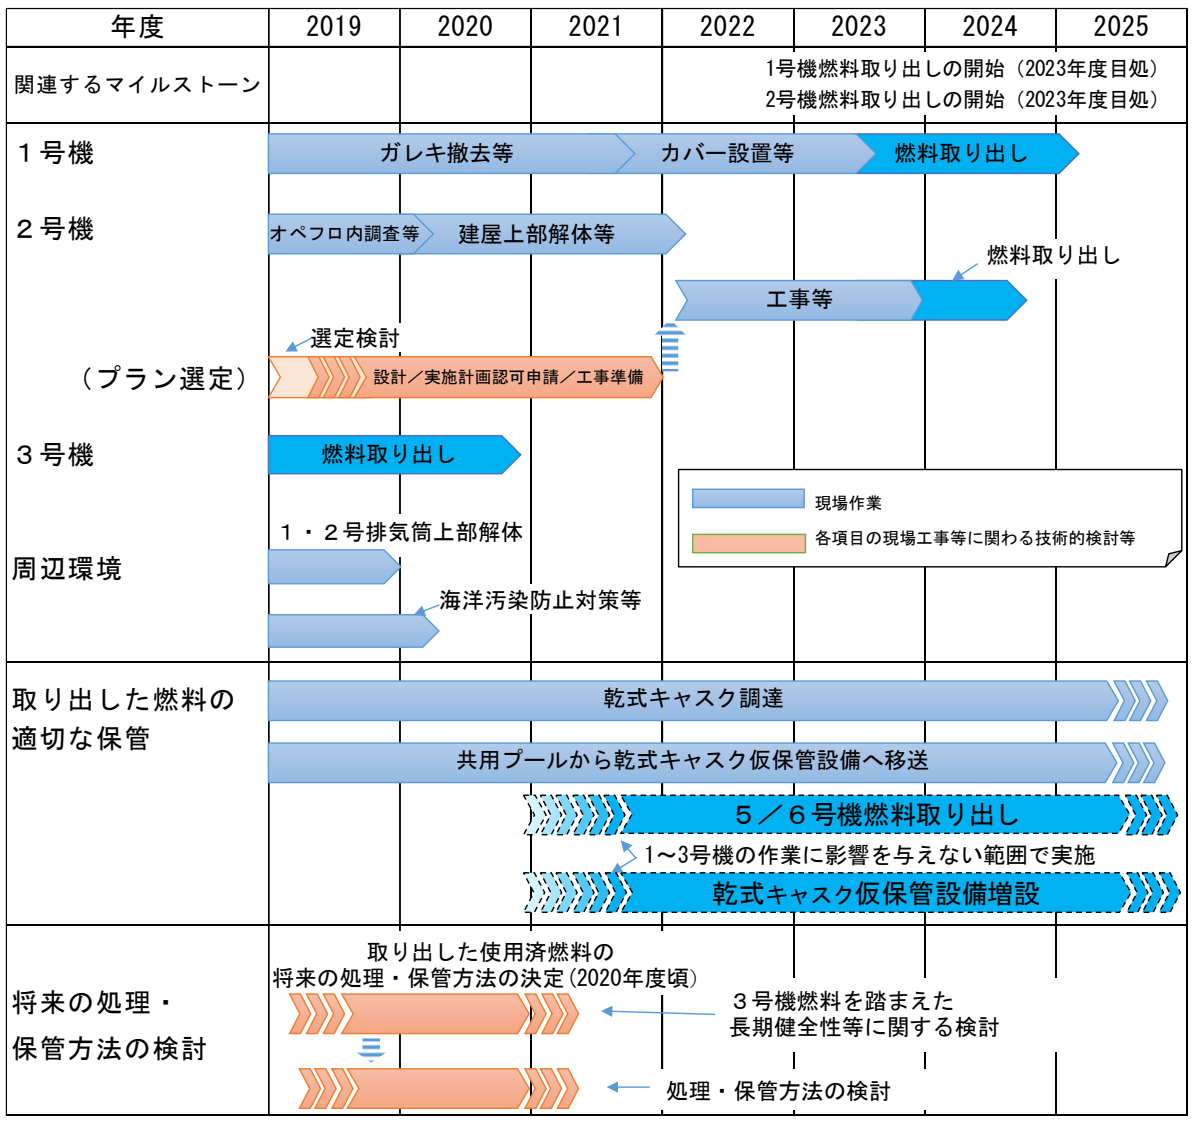 年度 2019 2020 2021 2022 2023 2024 2025
関連するマイルストーン
1号機燃料取り出しの開始（2023年度目処）
2号機燃料取り出しの開始（2023年度目処）
１号機
ガレキ撤去等 カバー設置等 燃料取り出し
２号機
オペフロ内調査等 建屋上部解体等
燃料取り出し
工事等
選定検討
（プラン選定）
設計／実施計画認可申請／工事準備
３号機
燃料取り出し
現場作業
各項目の現場工事等に関わる技術的検討等
１・２号排気筒上部解体
周辺環境
海洋汚染防止対策等
取り出した燃料の
適切な保管
乾式キャスク調達
共用プールから乾式キャスク仮保管設備へ移送
５／６号機燃料取り出し
1～3号機の作業に影響を与えない範囲で実施
乾式キャスク仮保管設備増設
将来の処理・
保管方法の検討
取り出した使用済燃料の
将来の処理・保管方法の決定(2020年度頃)
３号機燃料を踏まえた
長期健全性等に関する検討
処理・保管方法の検討